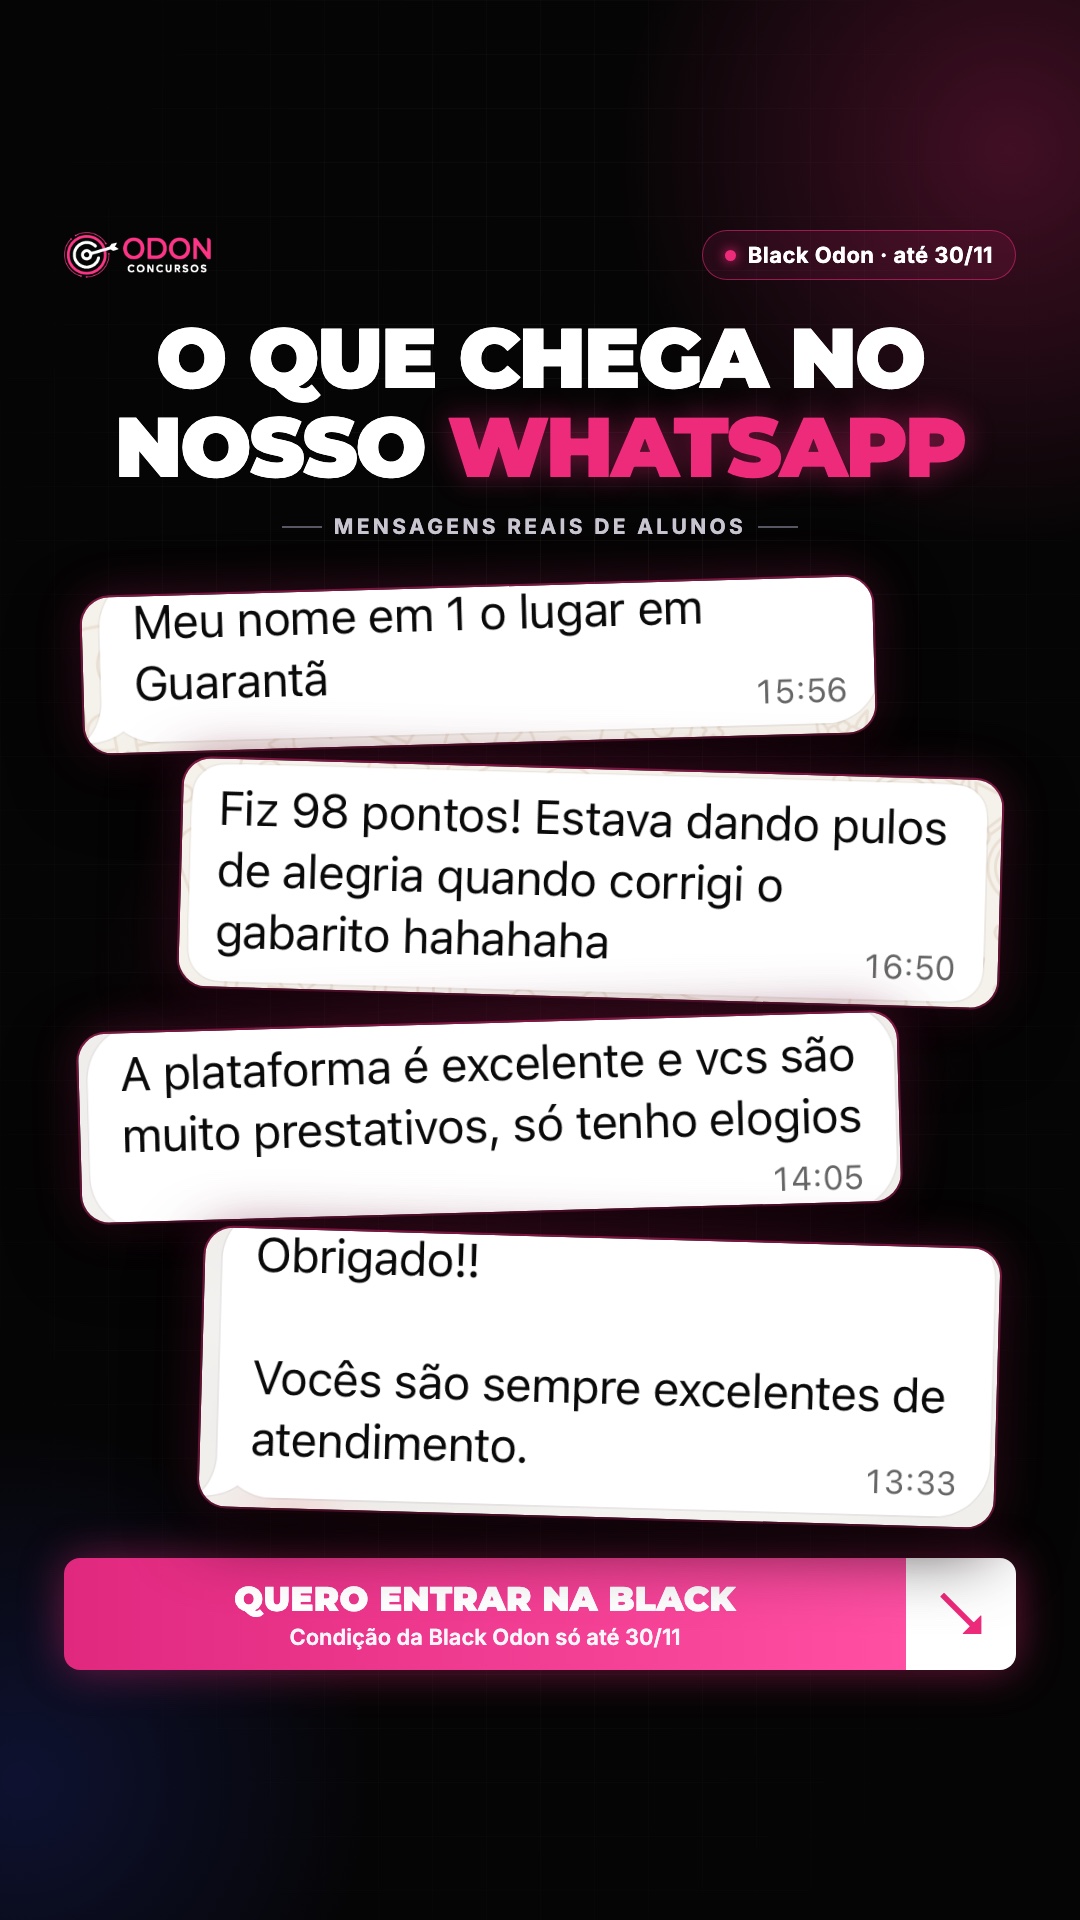 ODON
CONCURSOS
Black Odon · até 30/11
O QUE CHEGA NO
NOSSO WHATSAPP
MENSAGENS REAIS DE ALUNOS
Meu nome em 1 o lugar em
Guarantã
15:56
Fiz 98 pontos! Estava dando pulos
de alegria quando corrigi o
gabarito hahahaha
16:50
A plataforma é excelente e vcs são
muito prestativos, só tenho elogios
14:05
Obrigado!!
Vocês são sempre excelentes de
atendimento.
13:33
QUERO ENTRAR NA BLACK
Condição da Black Odon só até 30/11